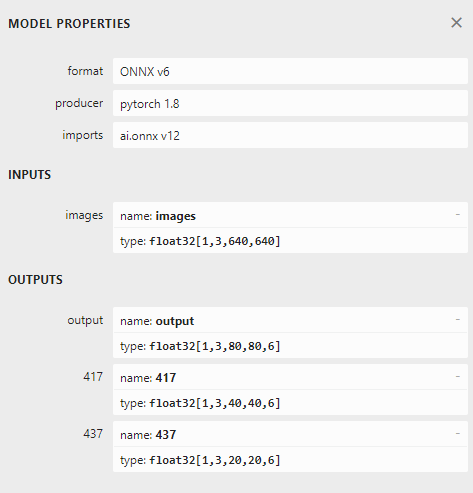 MODEL PROPERTIES
format ONNX v6
producer pytorch 1.8
imports ai.onnx v12
INPUTS
images name: images -
type: float32[1,3,640,640]
OUTPUTS
output name: output -
type: float32[1,3,80,80,6]
417 name: 417 -
type: float32[1,3,40,40,6]
437 name: 437 -
type: float32[1,3,20,20,6]